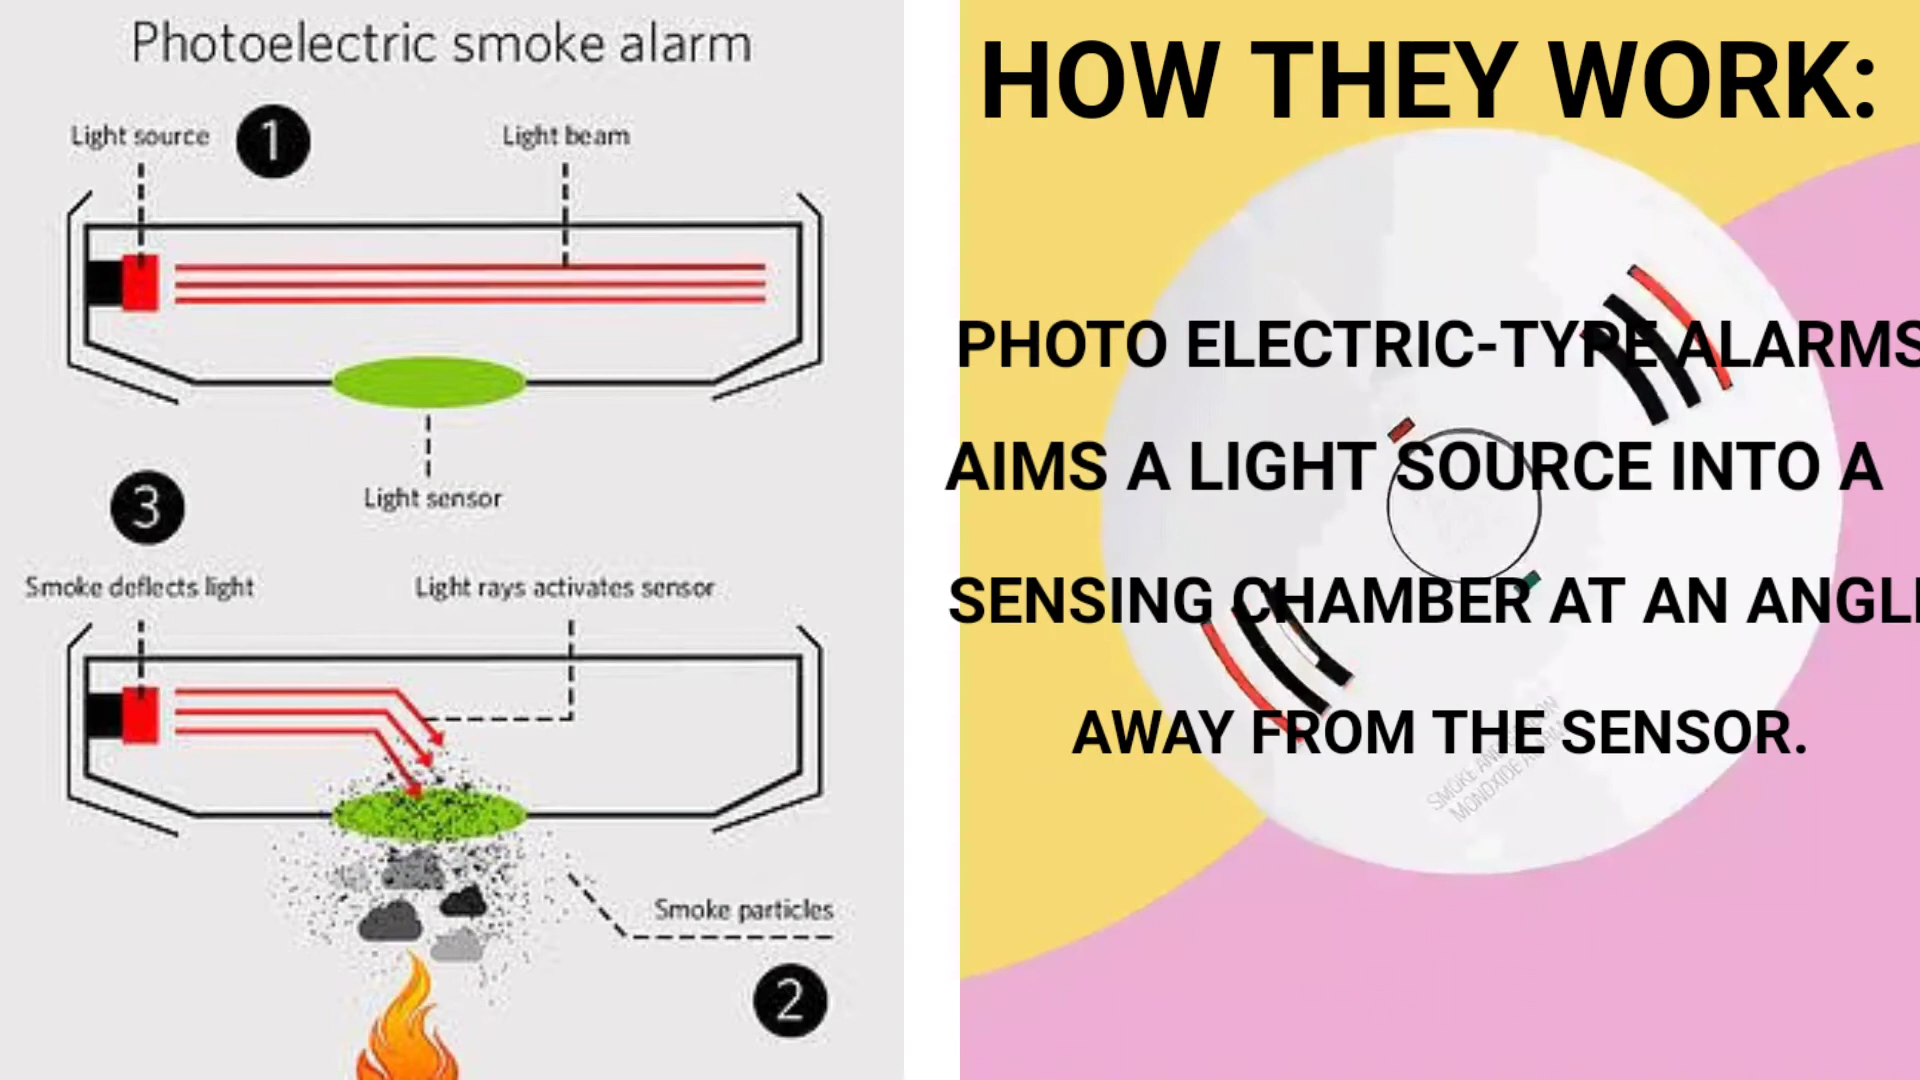 Photoelectric smoke alarm
Light source
1
Light beam
Light sensor
3
Smoke deflects light
Light rays activates sensor
Smoke particles
2
HOW THEY WORK:
PHOTO ELECTRIC-TYPE ALARMS
AIMS A LIGHT SOURCE INTO A
SENSING CHAMBER AT AN ANGLE
AWAY FROM THE SENSOR.